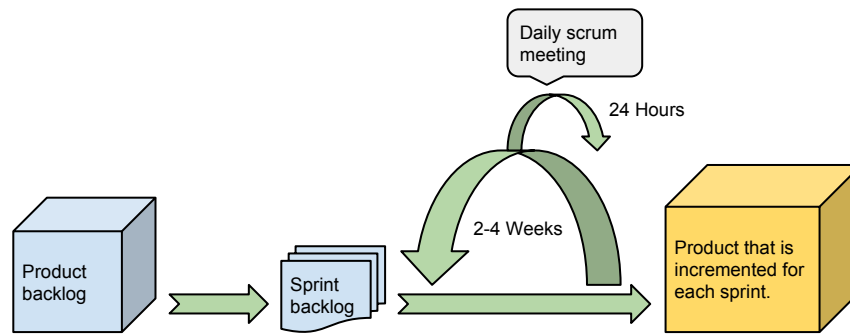 Daily scrum
meeting
24 Hours
2-4 Weeks
Product
backlog
Sprint
backlog
Product that is
incremented for
each sprint.